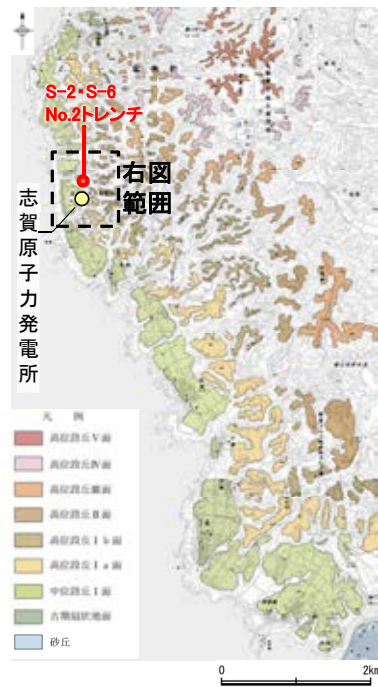 S-2・S-6
No.2トレンチ
右図
範囲
志賀原子力発電所
凡 例
高位段丘Ⅴ面
高位段丘Ⅳ面
高位段丘Ⅲ面
高位段丘Ⅱ面
高位段丘Ⅰb面
高位段丘Ⅰa面
中位段丘Ⅰ面
古期扇状地面
砂丘
0 2km